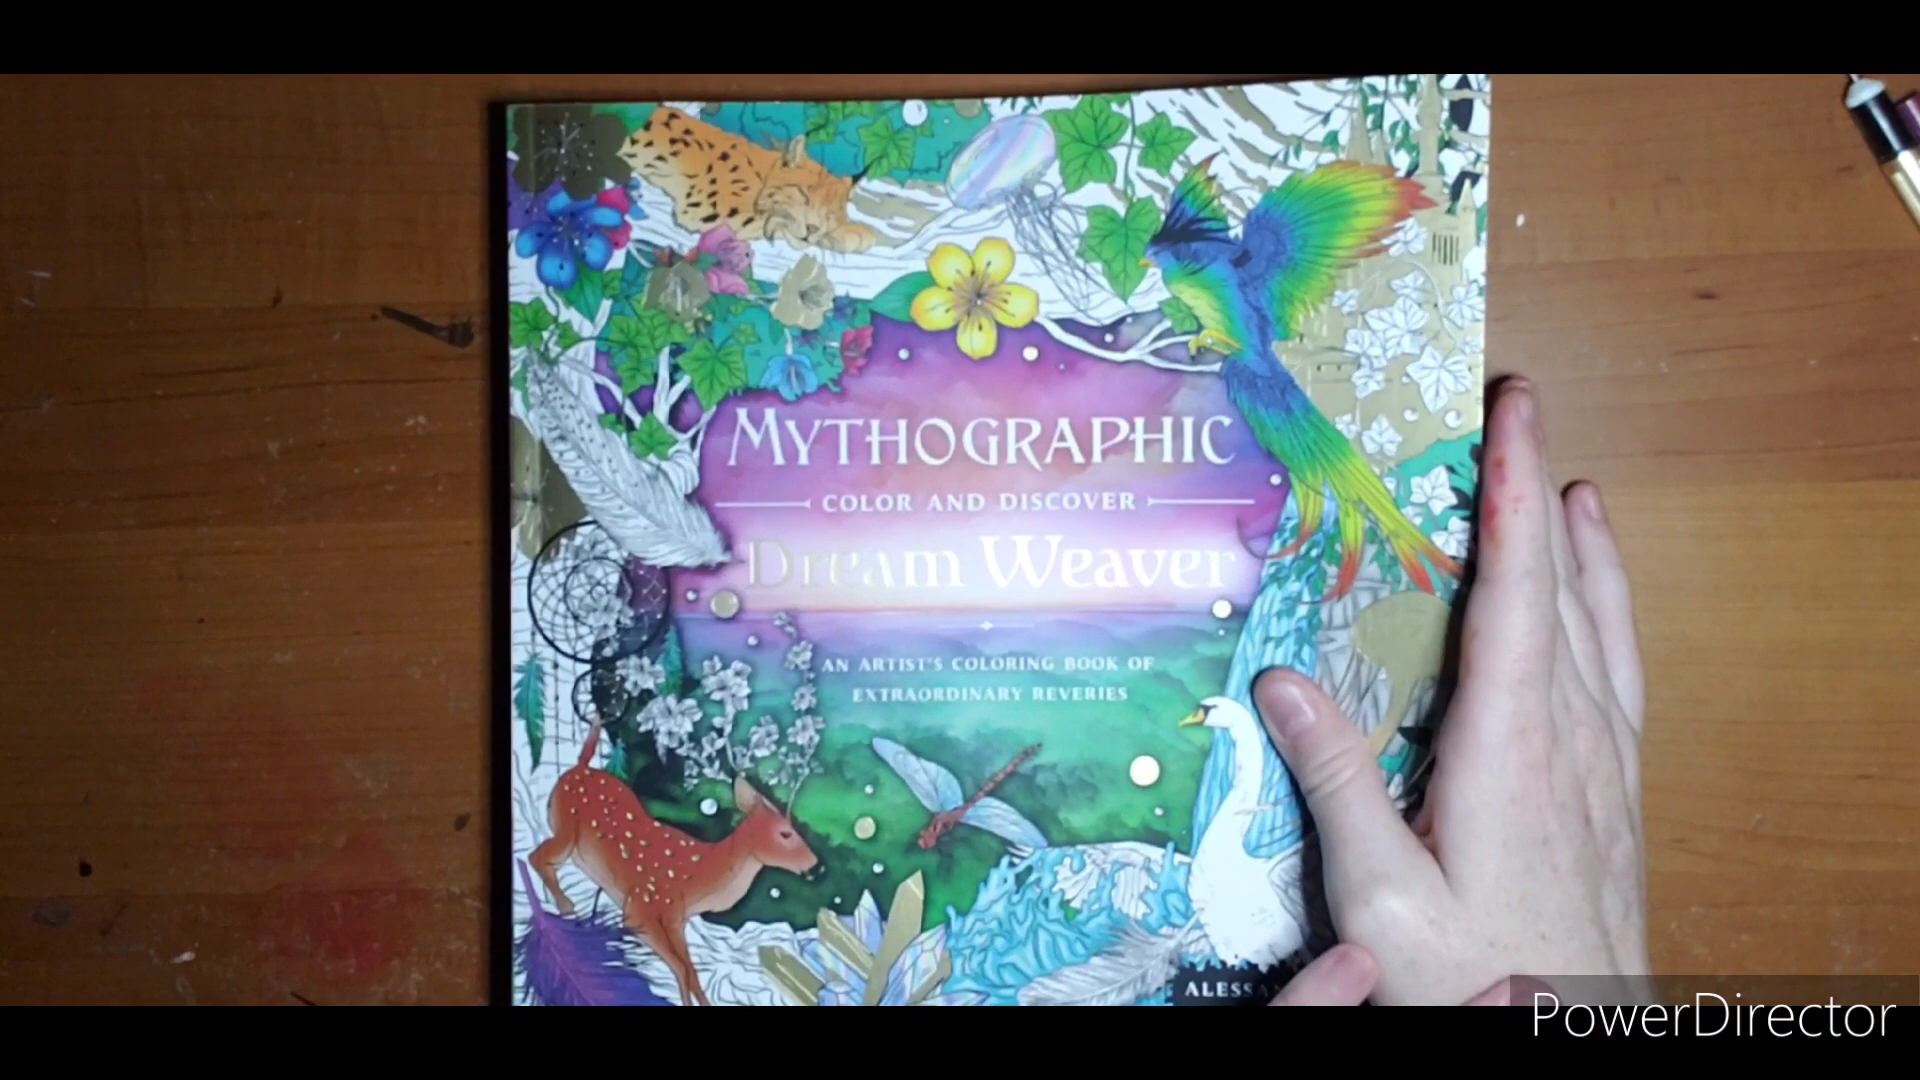 MYTHOGRAPHIC
COLOR AND DISCOVER
Dream Weaver
AN ARTIST'S COLORING BOOK OF
EXTRAORDINARY REVERIES
PowerDirector